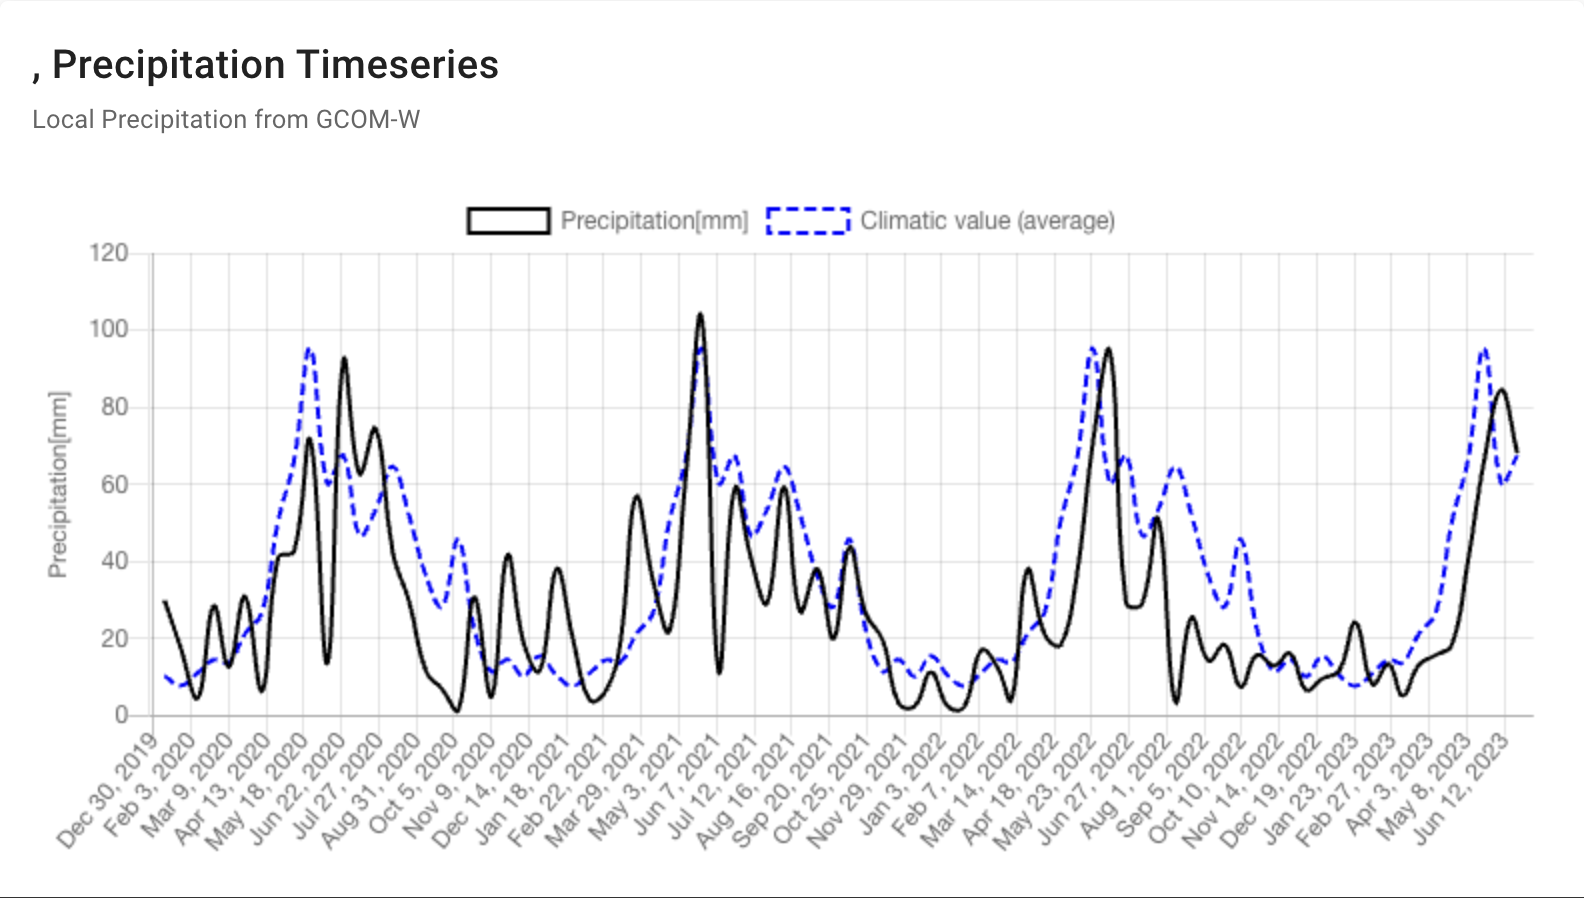 , Precipitation Timeseries
Local Precipitation from GCOM-W
Precipitation[mm] Climatic value (average)
120
100
80
60
40
20
0
Precipitation[mm]
Dec 30, 2019
Feb 3, 2020
Mar 9, 2020
Apr 13, 2020
May 18, 2020
Jun 22, 2020
Jul 27, 2020
Aug 31, 2020
Oct 5, 2020
Nov 9, 2020
Dec 14, 2020
Jan 18, 2021
Feb 22, 2021
Mar 29, 2021
May 3, 2021
Jun 7, 2021
Jul 12, 2021
Aug 16, 2021
Sep 20, 2021
Oct 25, 2021
Nov 29, 2021
Jan 3, 2022
Feb 7, 2022
Mar 14, 2022
Apr 18, 2022
May 23, 2022
Jun 27, 2022
Aug 1, 2022
Sep 5, 2022
Oct 10, 2022
Nov 14, 2022
Dec 19, 2022
Jan 23, 2023
Feb 27, 2023
Apr 3, 2023
May 8, 2023
Jun 12, 2023